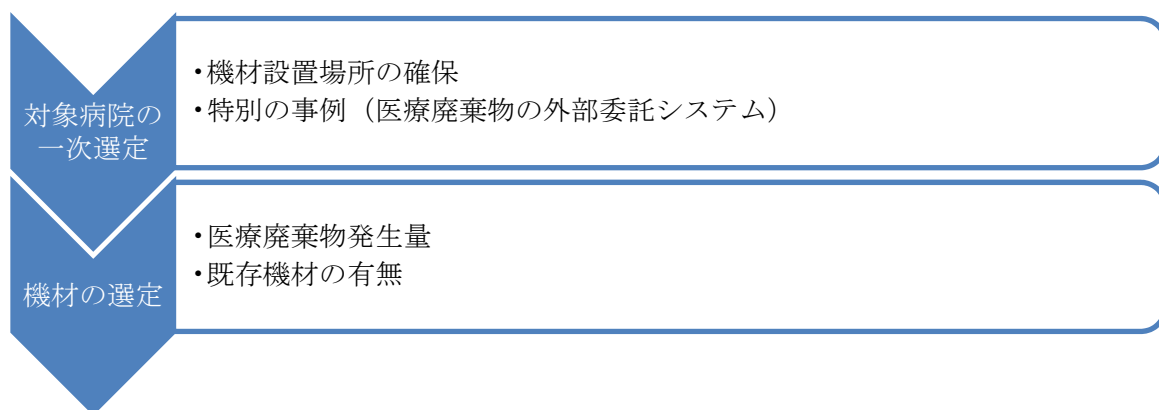 対象病院の
一次選定
・機材設置場所の確保
・特別の事例（医療廃棄物の外部委託システム）
機材の選定
・医療廃棄物発生量
・既存機材の有無